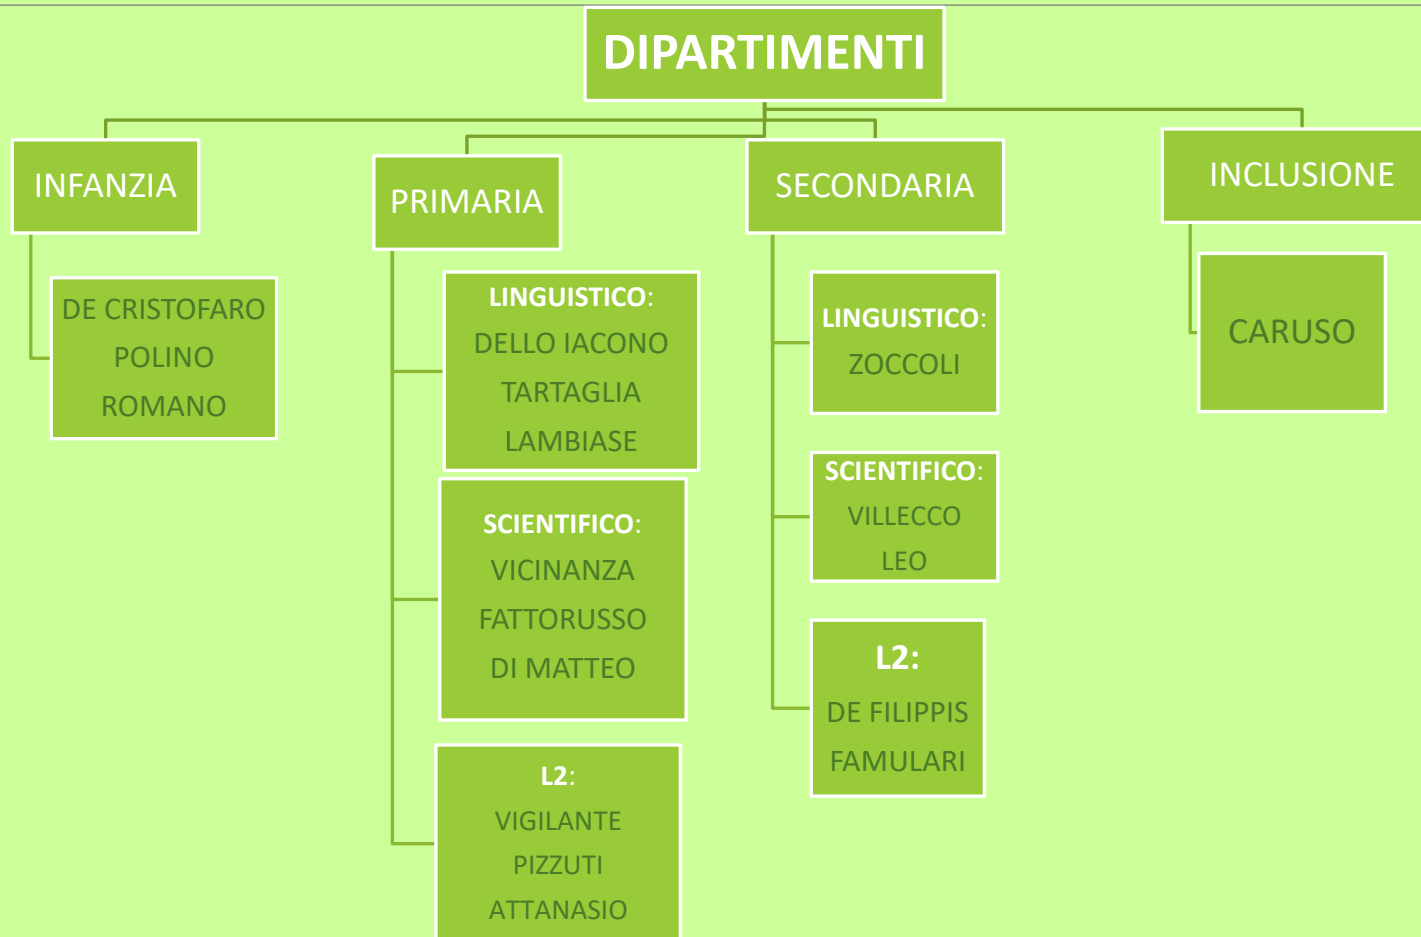 DIPARTIMENTI
INFANZIA
DE CRISTOFARO
POLINO
ROMANO
PRIMARIA
LINGUISTICO:
DELLO IACONO
TARTAGLIA
LAMBIASE
SCIENTIFICO:
VICINANZA
FATTORUSSO
DI MATTEO
L2:
VIGILANTE
PIZZUTI
ATTANASIO
SECONDARIA
LINGUISTICO:
ZOCCOLI
SCIENTIFICO:
VILLECCO
LEO
L2:
DE FILIPPIS
FAMULARI
INCLUSIONE
CARUSO